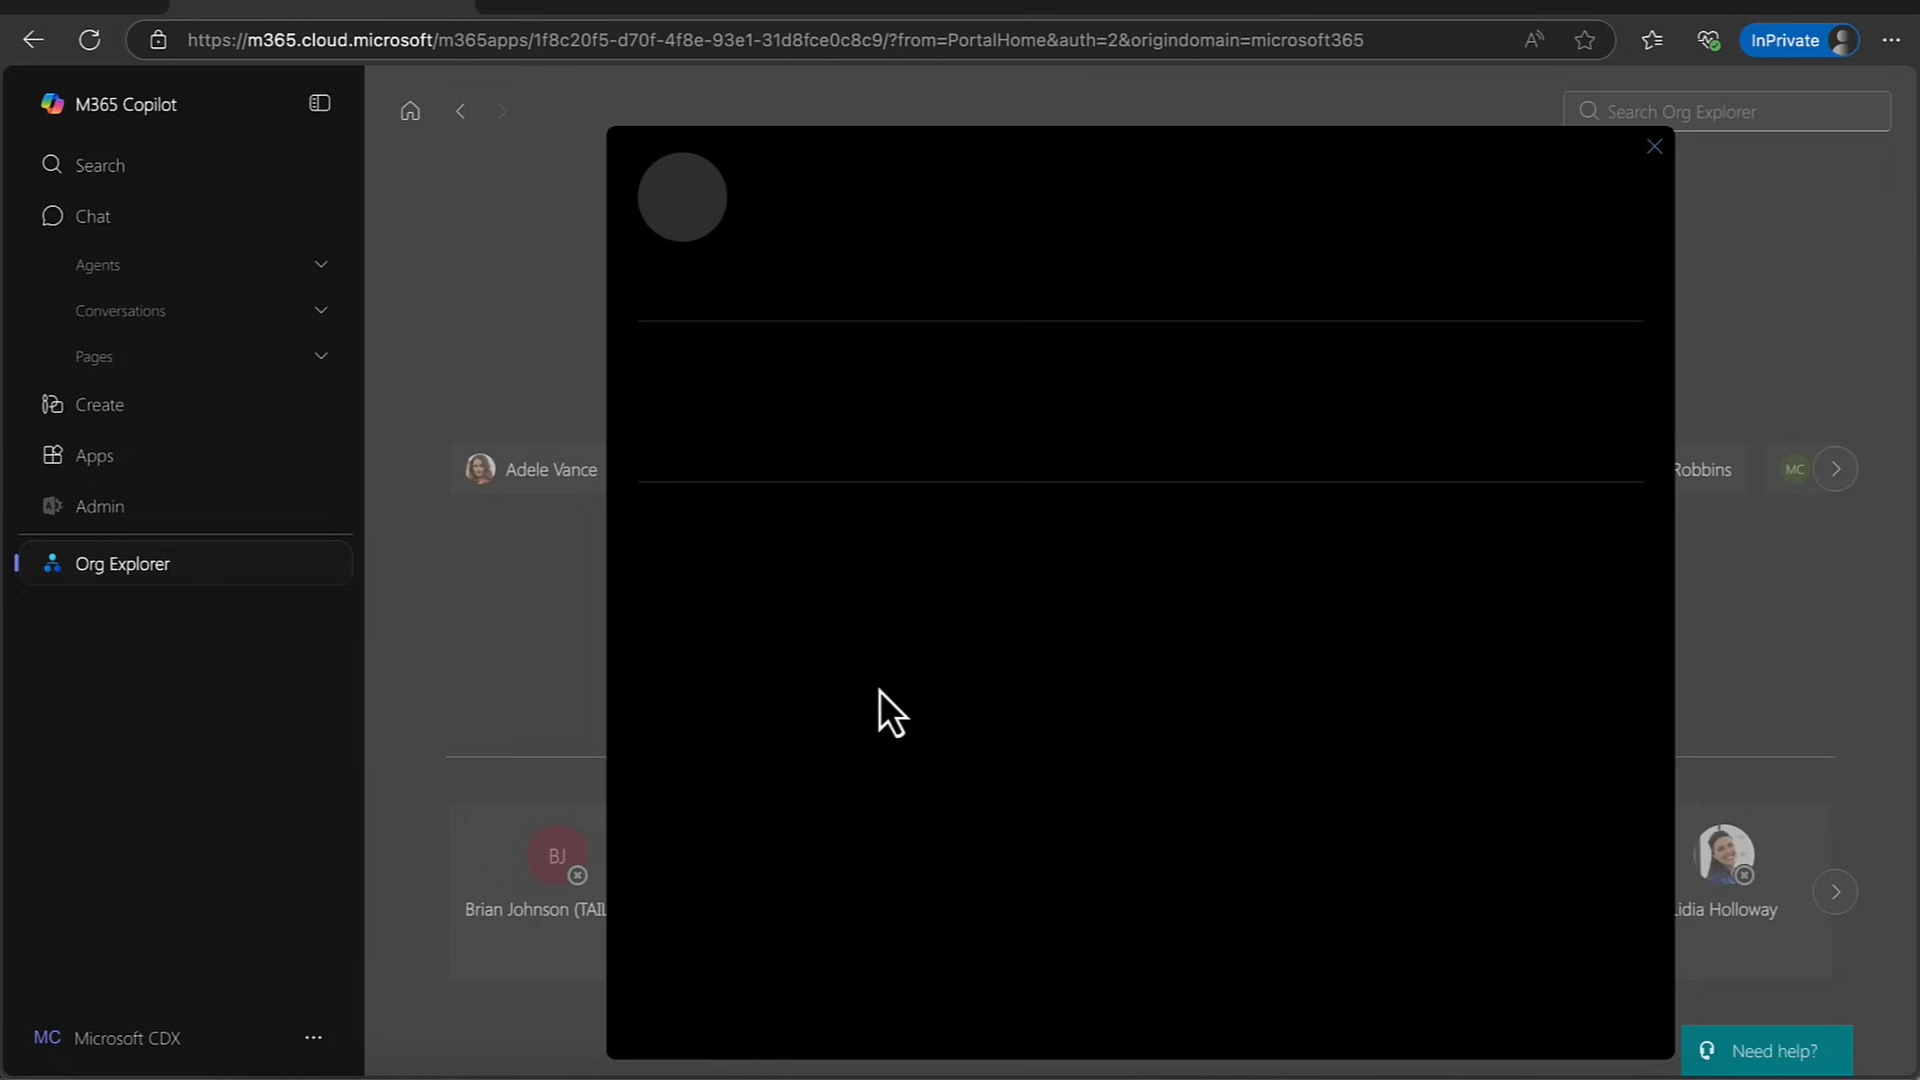 https://m365.cloud.microsoft/m365apps/1f8c20f5-d70f-4f8e-93e1-31d8fce0c8c9/?from=PortalHome&auth=2&origindomain=microsoft365
InPrivate
M365 Copilot
Search Org Explorer
Search
Chat
Agents
Conversations
Pages
Create
Apps
Adele Vance
Robbins
MC
Admin
Org Explorer
BJ
Brian Johnson (TAIL
Lidia Holloway
MC Microsoft CDX
Need help?